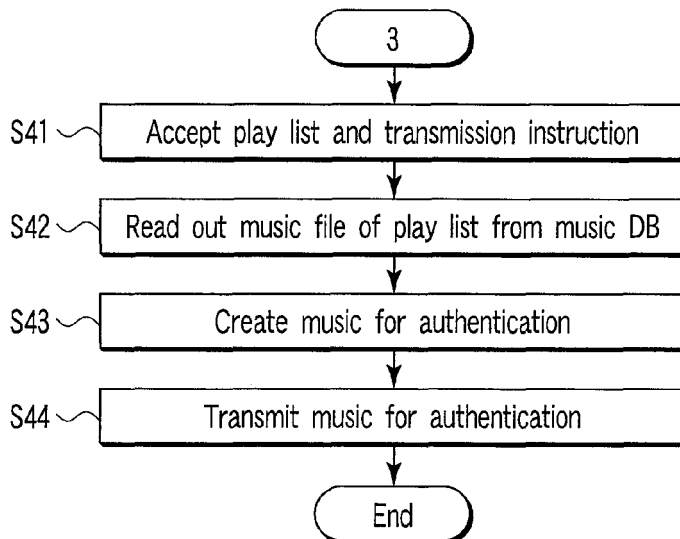 3
S41 Accept play list and transmission instruction
S42 Read out music file of play list from music DB
S43 Create music for authentication
S44 Transmit music for authentication
End